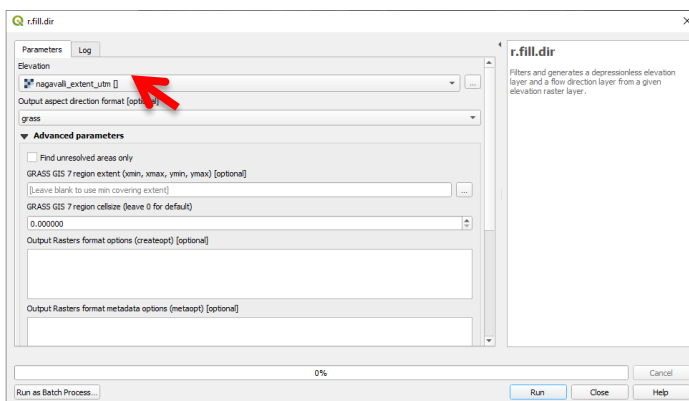 r.fill.dir
Parameters
Log
r.fill.dir
Elevation
Filters and generates a depressionless elevation
layer and a flow direction layer from a given
elevation raster layer.
nagavalli_extent_utm []
...
Output aspect direction format [optional]
grass
Advanced parameters
Find unresolved areas only
GRASS GIS 7 region extent (xmin, xmax, ymin, ymax) [optional]
[Leave blank to use min covering extent]
...
GRASS GIS 7 region cellsize (leave 0 for default)
0.000000
Output Rasters format options (createopt) [optional]
Output Rasters format metadata options (metaopt) [optional]
0%
Cancel
Run as Batch Process...
Run
Close
Help